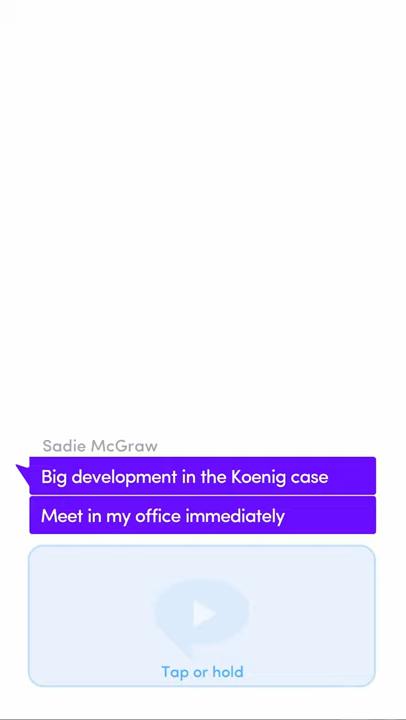 Sadie McGraw
Big development in the Koenig case
Meet in my office immediately
Tap or hold